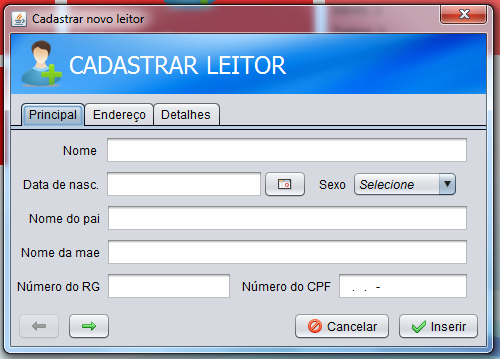 Cadastrar novo leitor
CADASTRAR LEITOR
Principal Endereço Detalhes
Nome
Data de nasc. Sexo Selecione
Nome do pai
Nome da mae
Número do RG Número do CPF . . -
Cancelar Inserir